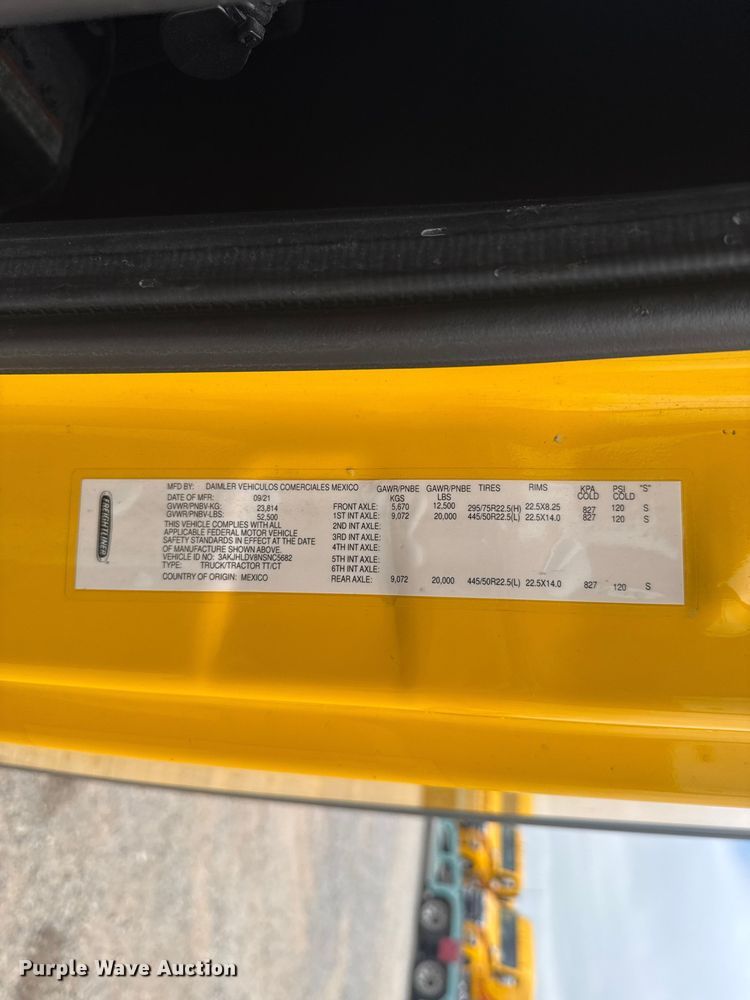 FREIGHTLINER
MFD BY: DAIMLER VEHICULOS COMERCIALES MEXICO
DATE OF MFR: 09/21
GVWR/PNBV-KG: 23,814
GVWR/PNBV-LBS: 52,500
THIS VEHICLE COMPLIES WITH ALL
APPLICABLE FEDERAL MOTOR VEHICLE
SAFETY STANDARDS IN EFFECT AT THE DATE
OF MANUFACTURE SHOWN ABOVE.
VEHICLE ID NO: 3AKJHLDV8NSNC5682
TYPE: TRUCK/TRACTOR TT/CT
COUNTRY OF ORIGIN: MEXICO
GAWR/PNBE KGS GAWR/PNBE LBS TIRES RIMS KPA COLD PSI COLD "S"
FRONT AXLE: 5,670 12,500 295/75R22.5(H) 22.5X8.25 827 120 S
1ST INT AXLE: 9,072 20,000 445/50R22.5(L) 22.5X14.0 827 120 S
2ND INT AXLE:
3RD INT AXLE:
4TH INT AXLE:
5TH INT AXLE:
6TH INT AXLE:
REAR AXLE: 9,072 20,000 445/50R22.5(L) 22.5X14.0 827 120 S
Purple Wave Auction